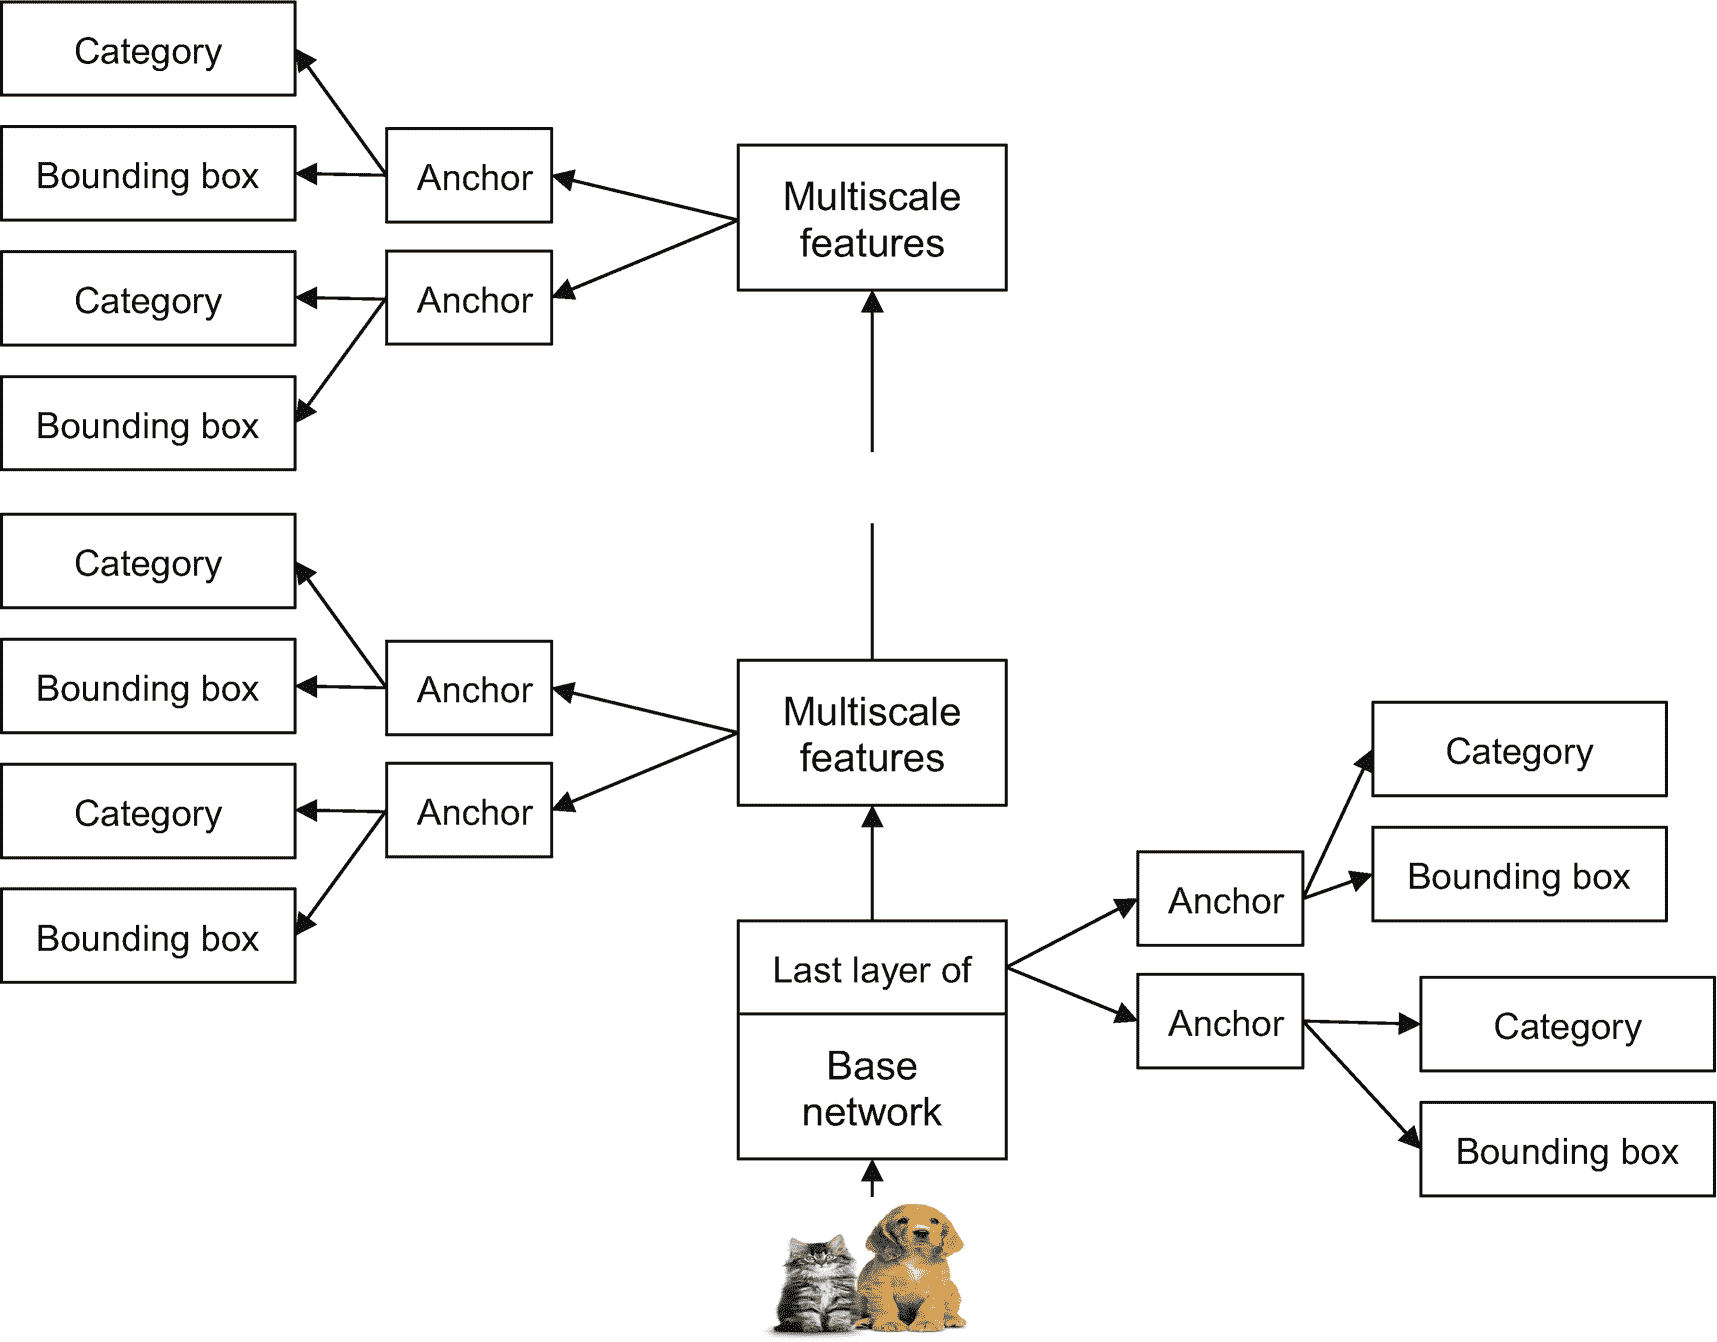 Category
Bounding box
Anchor
Category
Anchor
Bounding box
Multiscale
features
Category
Bounding box
Anchor
Category
Anchor
Bounding box
Multiscale
features
Category
Bounding box
Anchor
Last layer of
Base
network
Anchor
Category
Bounding box